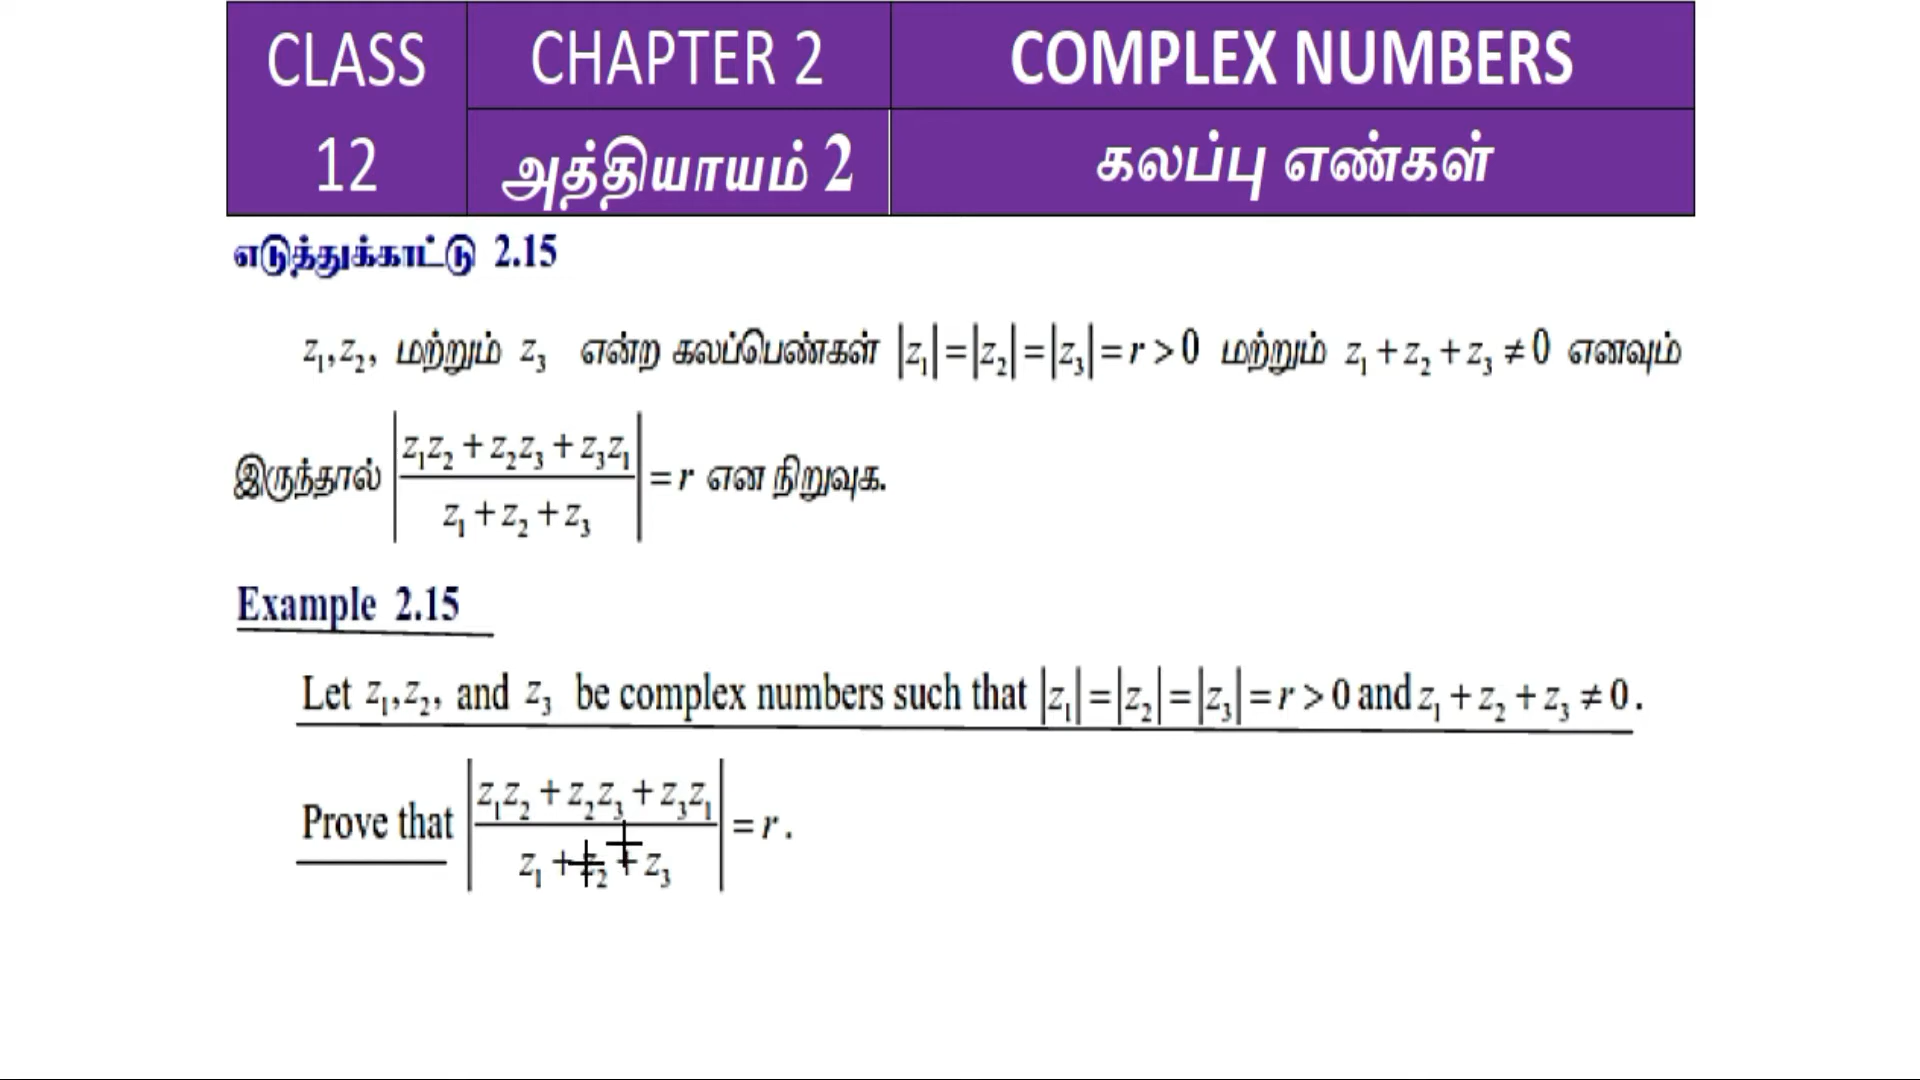 CLASS 12
CHAPTER 2
COMPLEX NUMBERS
அத்தியாயம் 2
கலப்பு எண்கள்
எடுத்துக்காட்டு 2.15
z₁, z₂, மற்றும் z₃ என்ற கலப்பெண்கள் |z₁| = |z₂| = |z₃| = r > 0 மற்றும் z₁ + z₂ + z₃ ≠ 0 எனவும்
இருந்தால் |(z₁z₂ + z₂z₃ + z₃z₁)/(z₁ + z₂ + z₃)| = r என நிறுவுக.
Example 2.15
Let z₁, z₂, and z₃ be complex numbers such that |z₁| = |z₂| = |z₃| = r > 0 and z₁ + z₂ + z₃ ≠ 0.
Prove that |(z₁z₂ + z₂z₃ + z₃z₁)/(z₁ + z₂ + z₃)| = r.